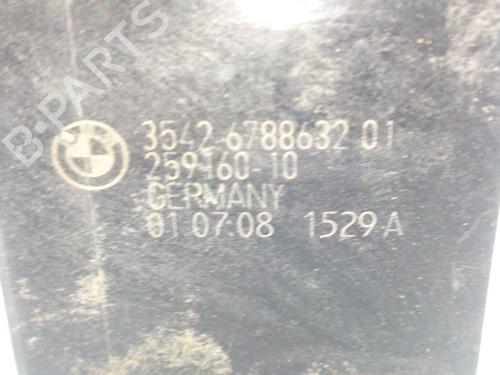 B-PARTS
3542-6788632 01
259160-10
GERMANY
01.07.08 1529 A